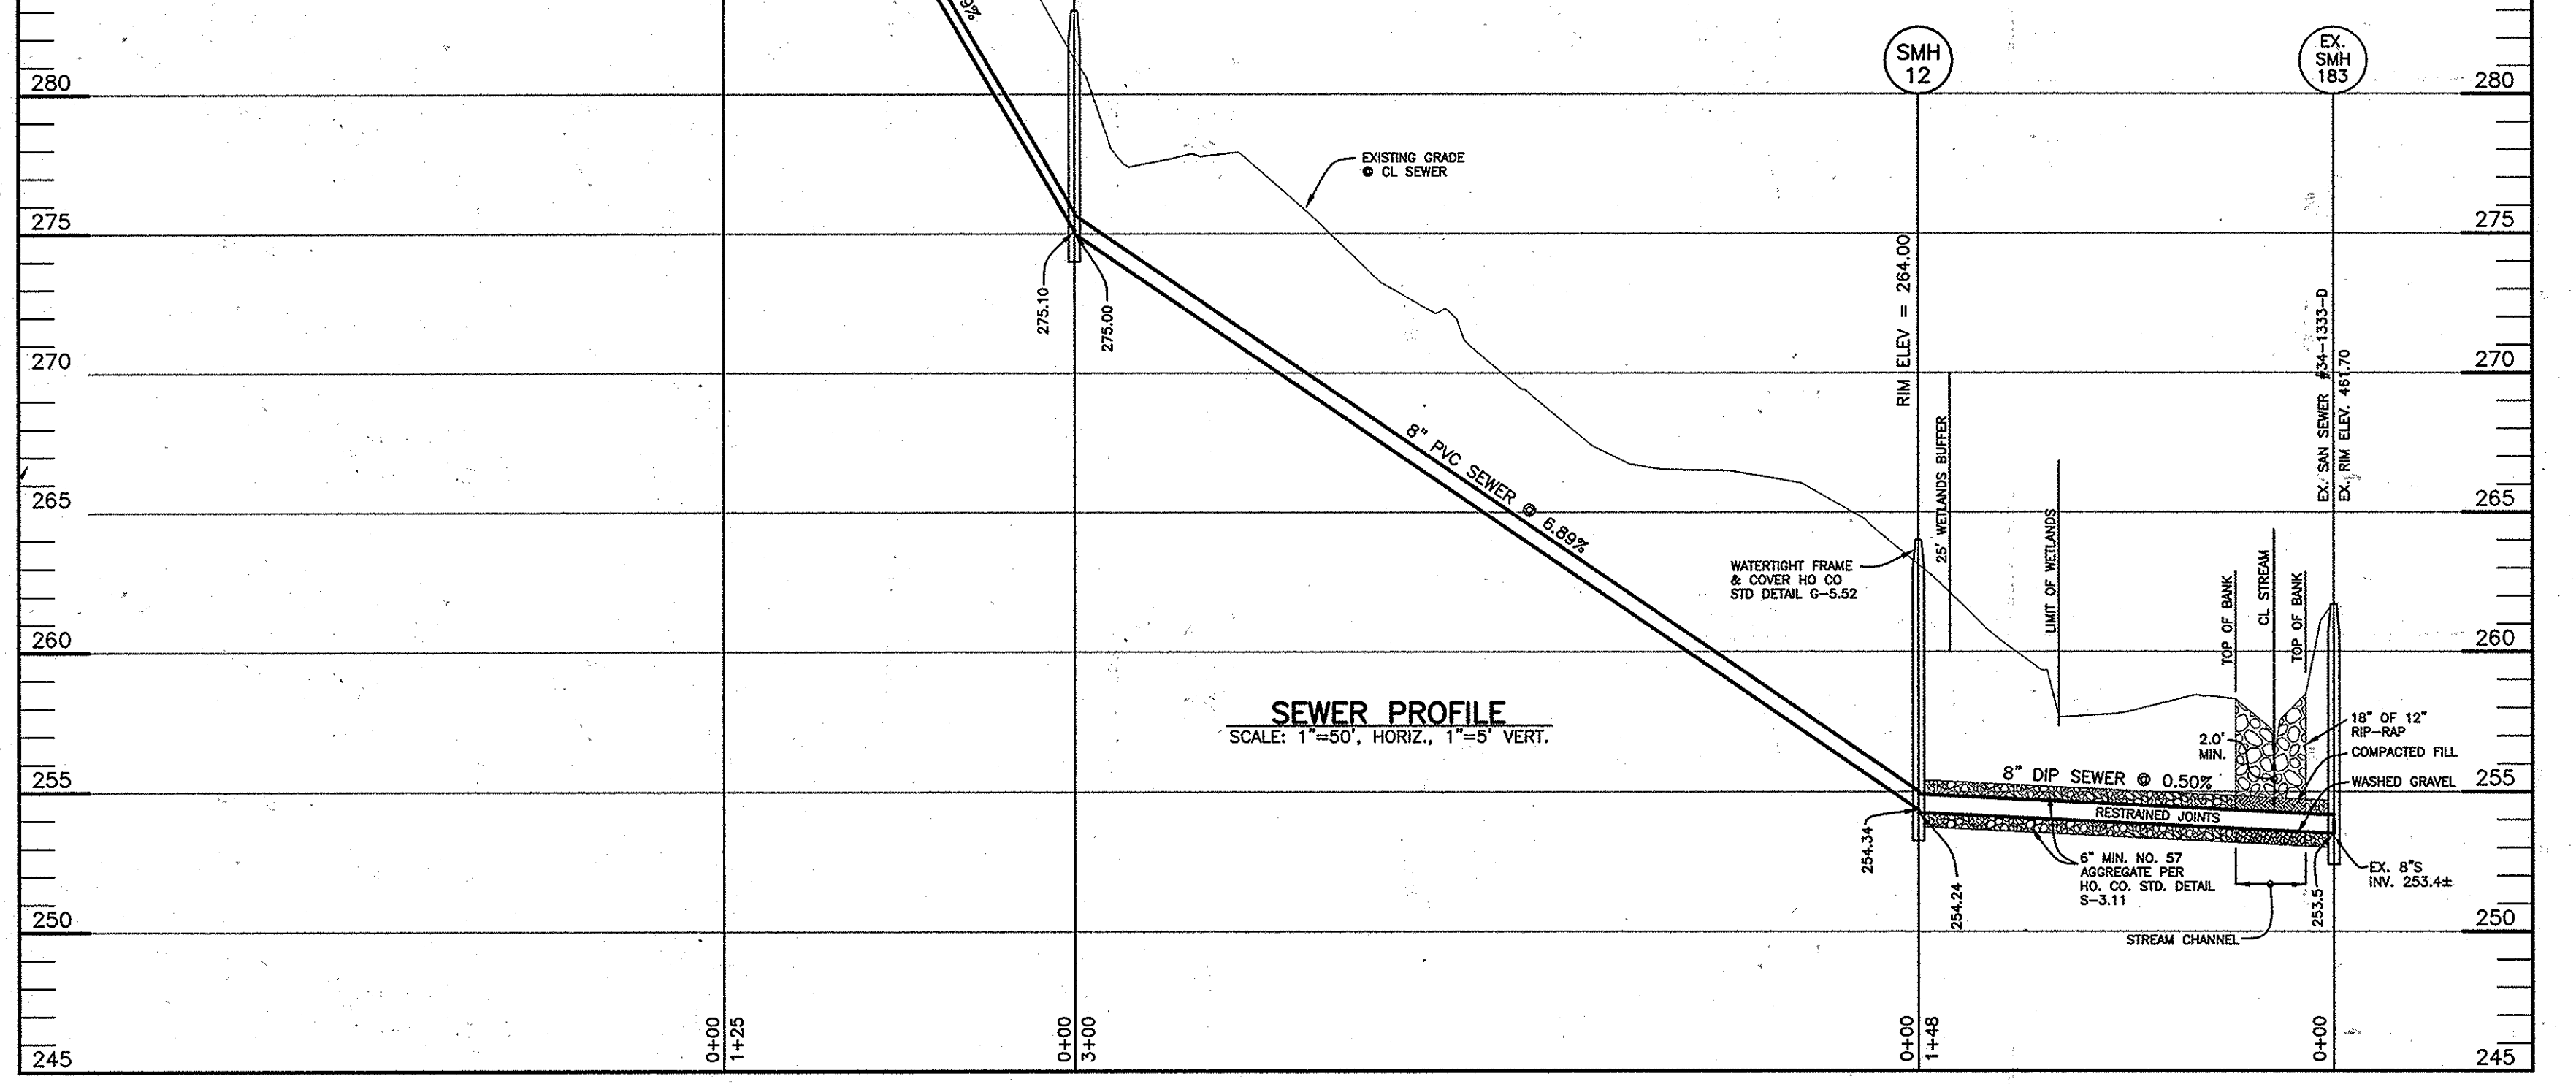 9%
SMH
12
EX.
SMH
183
280
280
EXISTING GRADE
@ CL SEWER
275
275
275.10
275.00
RIM ELEV = 264.00
EX. SAN SEWER #34-1333-D
EX. RIM ELEV. 461.70
270
270
8" PVC SEWER @ 6.89%
25' WETLANDS BUFFER
LIMIT OF WETLANDS
265
265
WATERTIGHT FRAME
& COVER HO CO
STD DETAIL G-5.52
TOP OF BANK
CL STREAM
TOP OF BANK
260
260
SEWER PROFILE
SCALE: 1"=50', HORIZ., 1"=5' VERT.
18" OF 12"
RIP-RAP
2.0'
MIN.
COMPACTED FILL
WASHED GRAVEL
255
255
8" DIP SEWER @ 0.50%
RESTRAINED JOINTS
254.34
254.24
6" MIN. NO. 57
AGGREGATE PER
HO. CO. STD. DETAIL
S-3.11
253.5
EX. 8"S
INV. 253.4±
250
250
STREAM CHANNEL
245
245
0+00
1+25
0+00
3+00
0+00
1+48
0+00